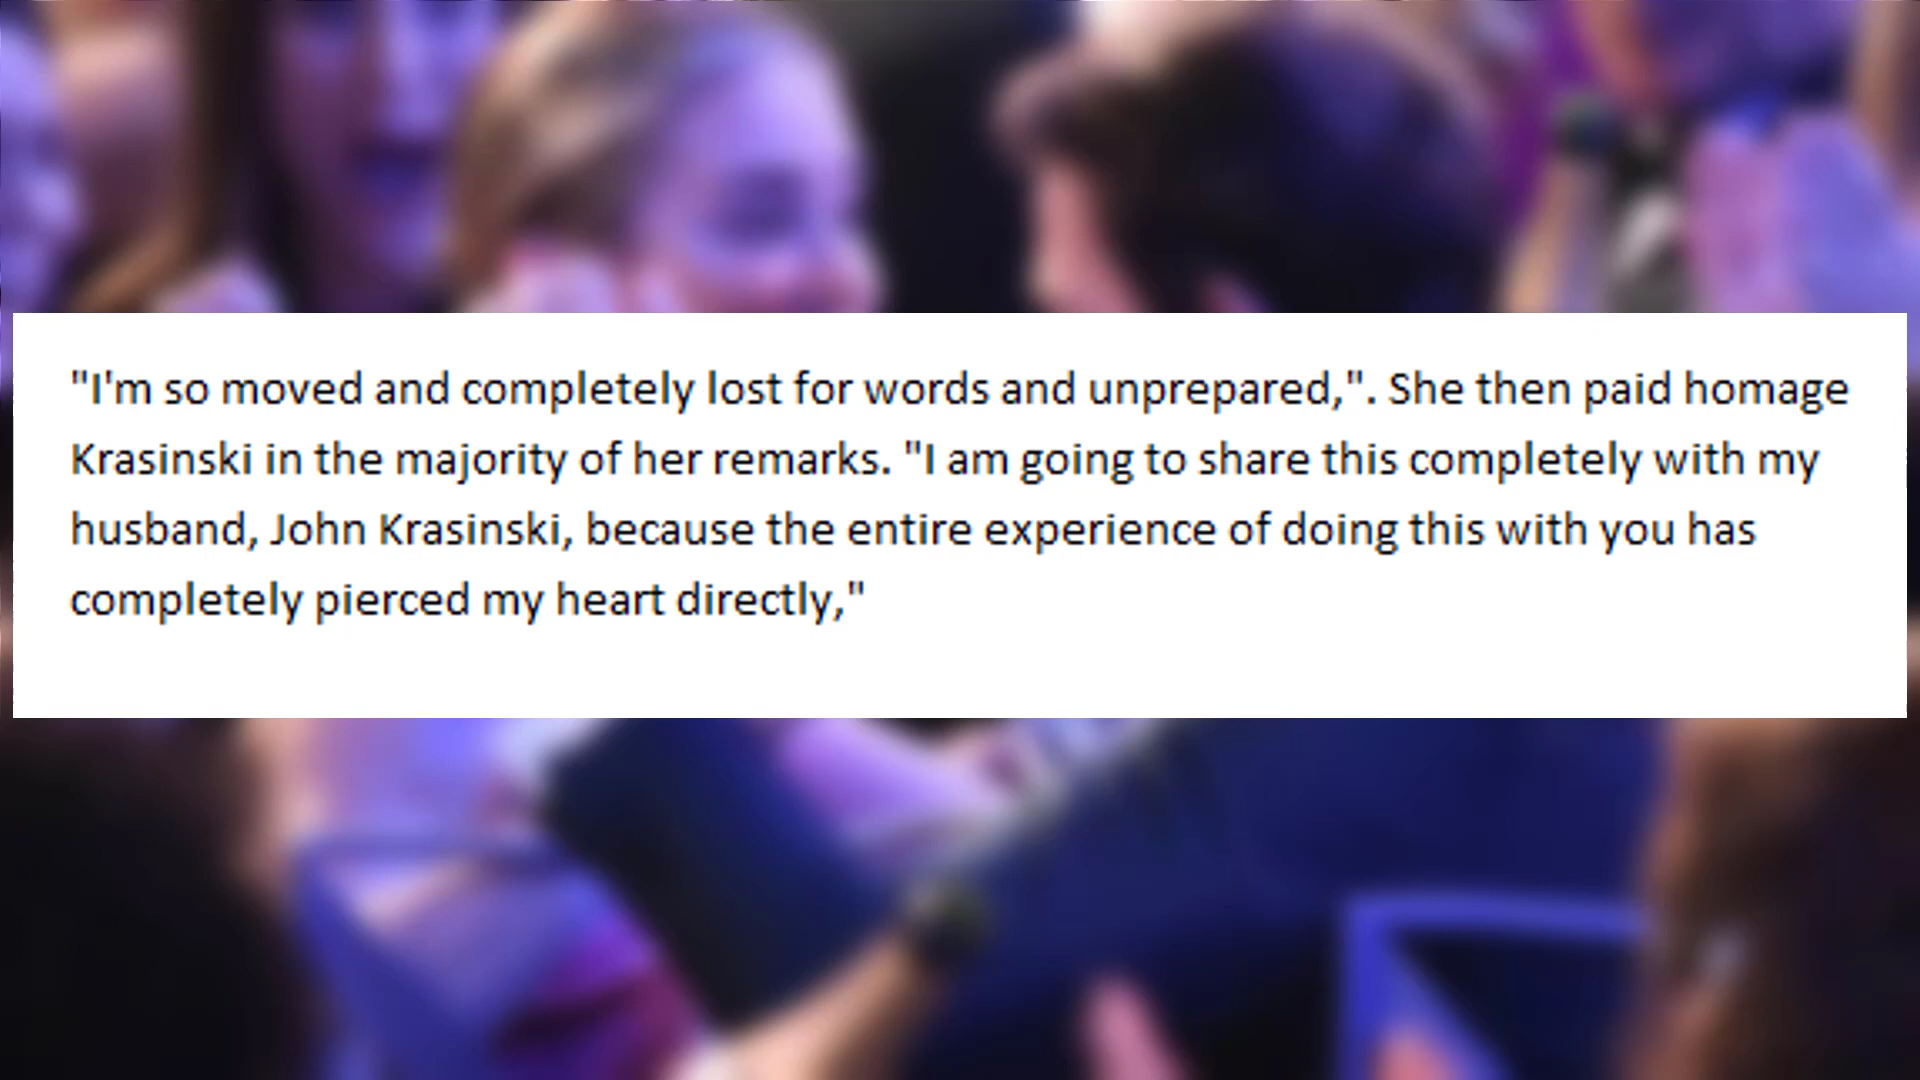 "I'm so moved and completely lost for words and unprepared,". She then paid homage
Krasinski in the majority of her remarks. "I am going to share this completely with my
husband, John Krasinski, because the entire experience of doing this with you has
completely pierced my heart directly,"